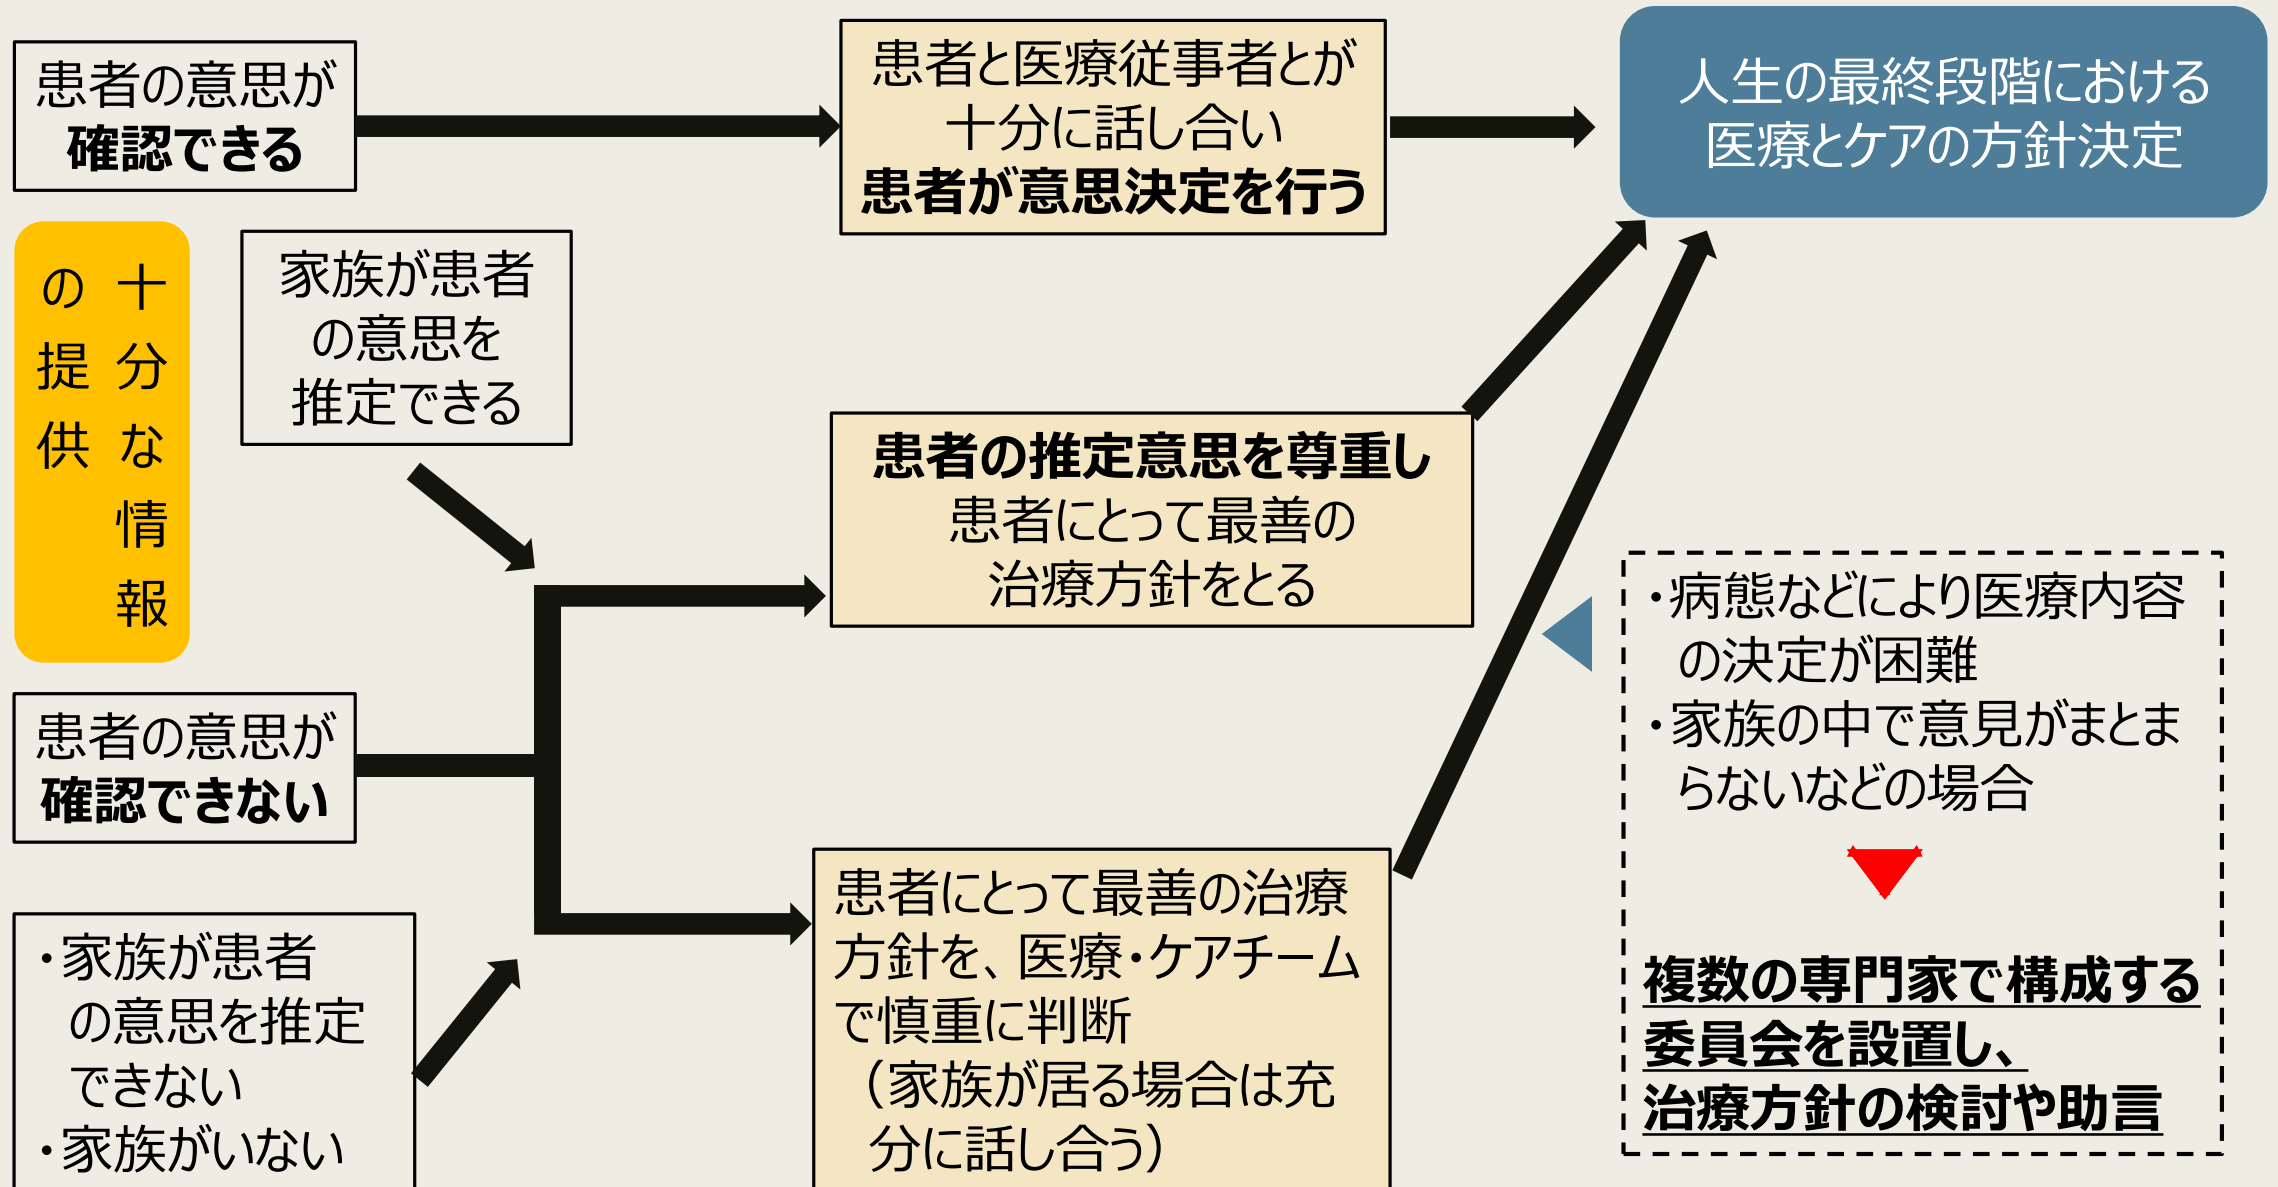 患者の意思が
確認できる
患者と医療従事者とが
十分に話し合い
患者が意思決定を行う
人生の最終段階における
医療とケアの方針決定
十分な情報
の提供
家族が患者
の意思を
推定できる
患者の推定意思を尊重し
患者にとって最善の
治療方針をとる
患者の意思が
確認できない
・家族が患者
の意思を推定
できない
・家族がいない
患者にとって最善の治療
方針を、医療・ケアチーム
で慎重に判断
（家族が居る場合は充
分に話し合う）
・病態などにより医療内容
の決定が困難
・家族の中で意見がまとま
らないなどの場合
複数の専門家で構成する
委員会を設置し、
治療方針の検討や助言